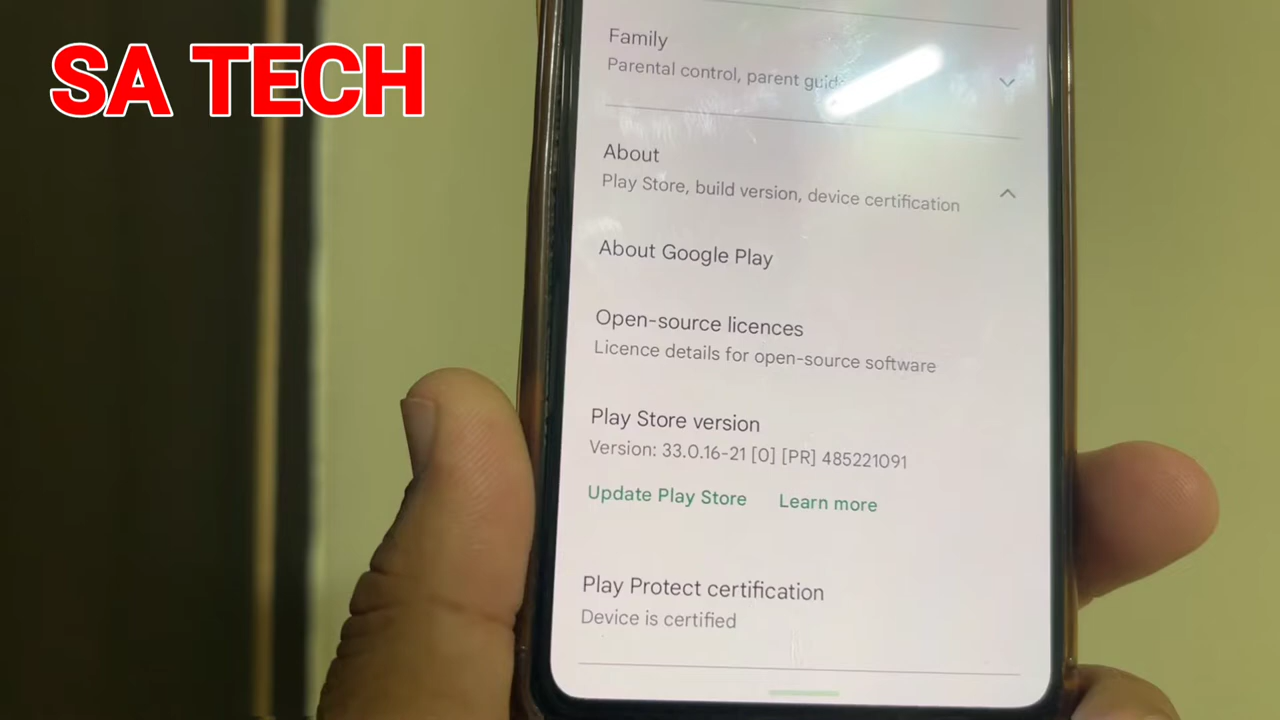 SA TECH
Family
Parental control, parent guide
About
Play Store, build version, device certification
About Google Play
Open-source licences
Licence details for open-source software
Play Store version
Version: 33.0.16-21 [0] [PR] 485221091
Update Play Store Learn more
Play Protect certification
Device is certified